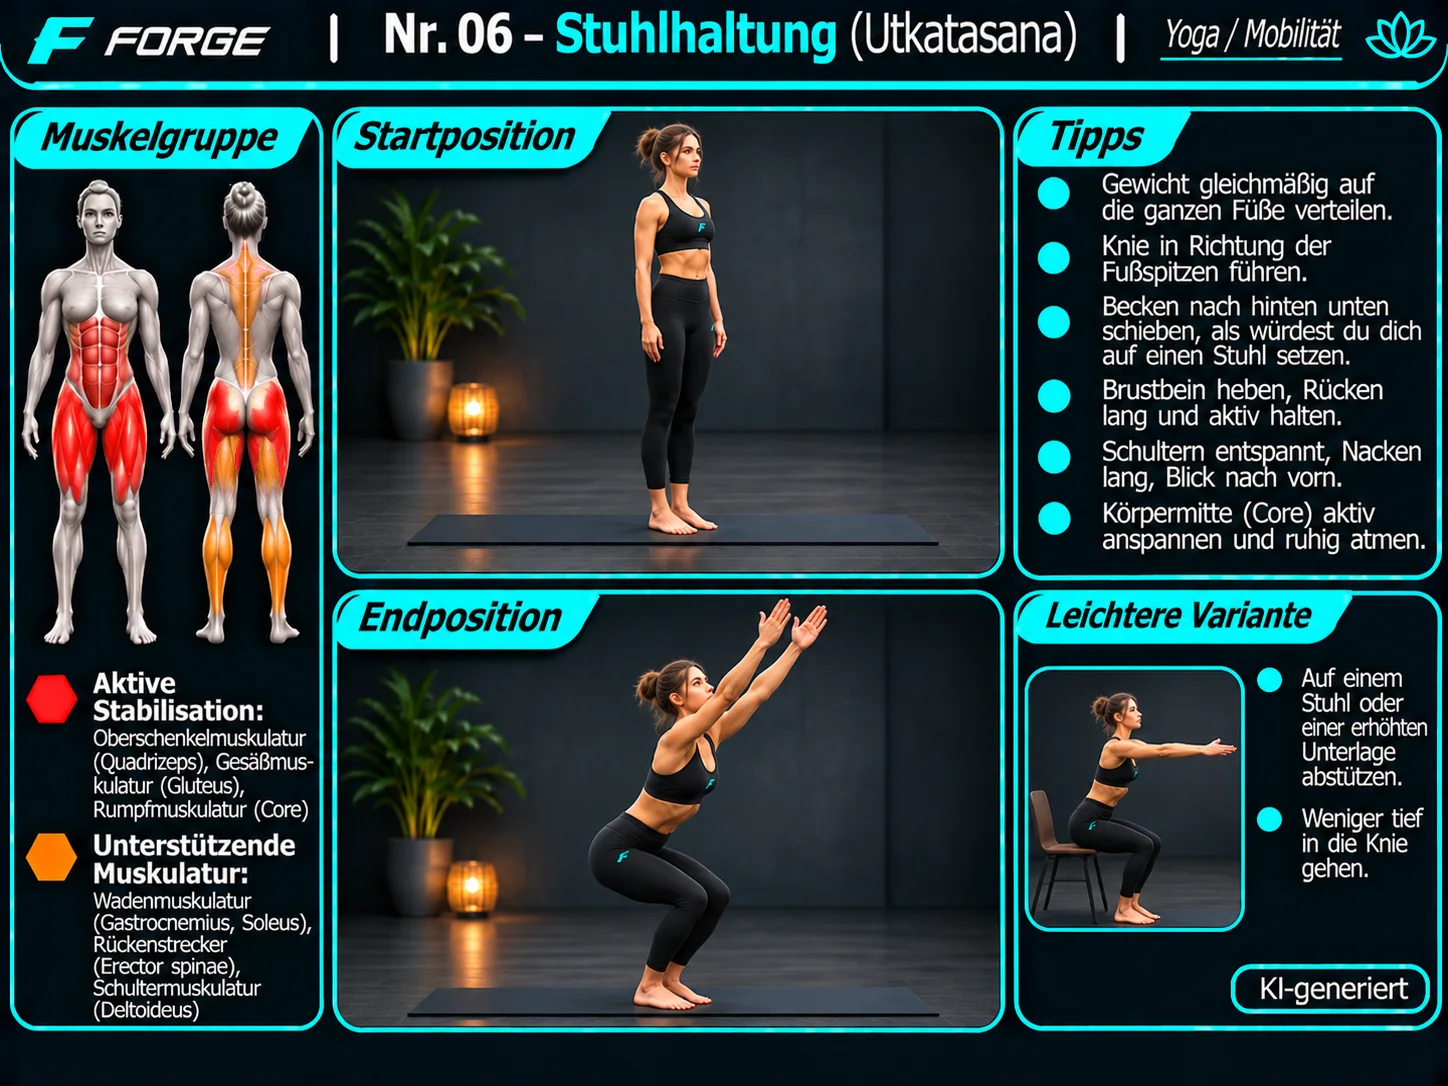 FORGE | Nr. 06 – Stuhlhaltung (Utkatasana) | Yoga / Mobilität
Muskelgruppe
Aktive
Stabilisation:
Oberschenkelmuskulatur
(Quadrizeps), Gesäßmus-
kulatur (Gluteus),
Rumpfmuskulatur (Core)
Unterstützende
Muskulatur:
Wadenmuskulatur
(Gastrocnemius, Soleus),
Rückenstrecker
(Erector spinae),
Schultermuskulatur
(Deltoideus)
Startposition
Endposition
Tipps
Gewicht gleichmäßig auf
die ganzen Füße verteilen.
Knie in Richtung der
Fußspitzen führen.
Becken nach hinten unten
schieben, als würdest du dich
auf einen Stuhl setzen.
Brustbein heben, Rücken
lang und aktiv halten.
Schultern entspannt, Nacken
lang, Blick nach vorn.
Körpermitte (Core) aktiv
anspannen und ruhig atmen.
Leichtere Variante
Auf einem
Stuhl oder
einer erhöhten
Unterlage
abstützen.
Weniger tief
in die Knie
gehen.
KI-generiert